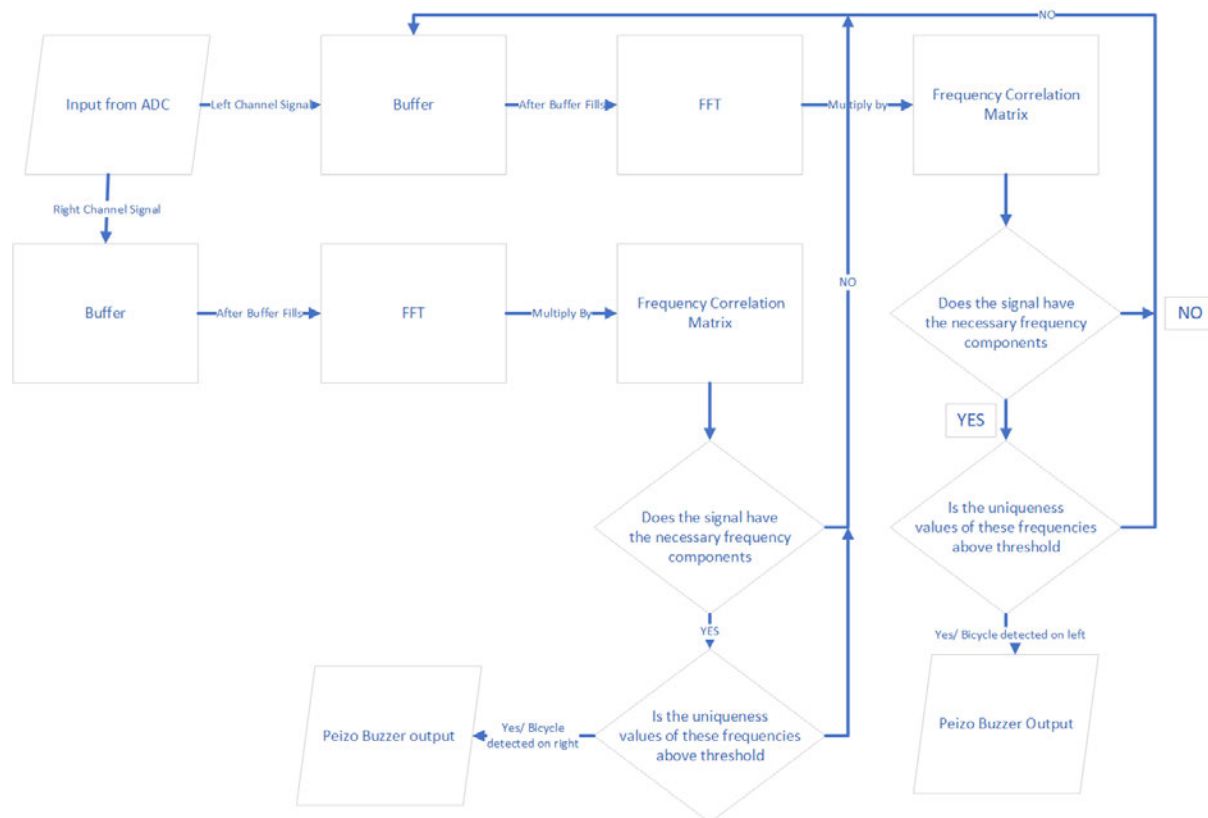 NO
Input from ADC
Left Channel Signal
Buffer
After Buffer Fills
FFT
Multiply by
Frequency Correlation
Matrix
Right Channel Signal
Buffer
After Buffer Fills
FFT
Multiply By
Frequency Correlation
Matrix
NO
Does the signal have
the necessary frequency
components
NO
YES
Does the signal have
the necessary frequency
components
Is the uniqueness
values of these frequencies
above threshold
YES
Yes/ Bicycle detected on left
Peizo Buzzer output
Yes/ Bicycle
detected on right
Is the uniqueness
values of these frequencies
above threshold
Peizo Buzzer Output